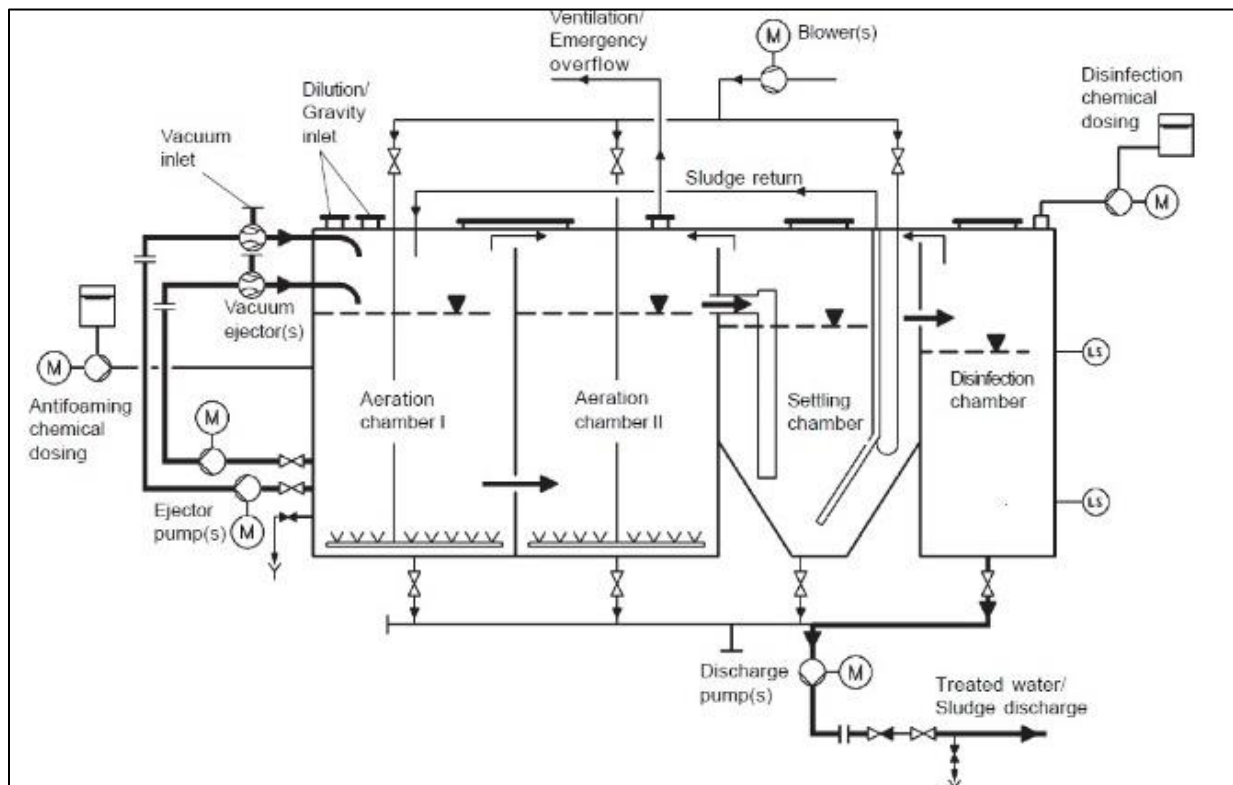 Ventilation/
Emergency
overflow
M
Blower(s)
Disinfection
chemical
dosing
Dilution/
Gravity
inlet
Vacuum
inlet
Sludge return
M
Vacuum
ejector(s)
M
Antifoaming
chemical
dosing
Aeration
chamber I
Aeration
chamber II
Settling
chamber
Disinfection
chamber
LS
M
Ejector
pump(s)
M
LS
Discharge
pump(s)
M
Treated water/
Sludge discharge